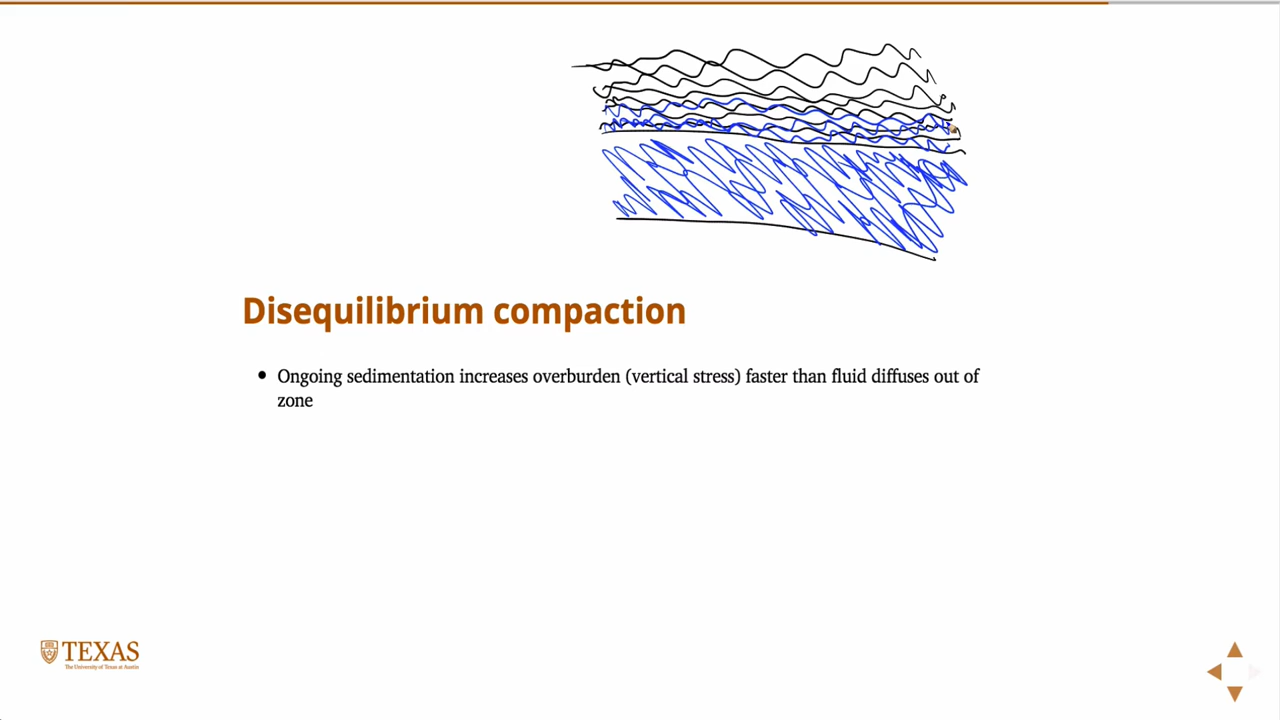 Disequilibrium compaction
• Ongoing sedimentation increases overburden (vertical stress) faster than fluid diffuses out of
zone
TEXAS
The University of Texas at Austin